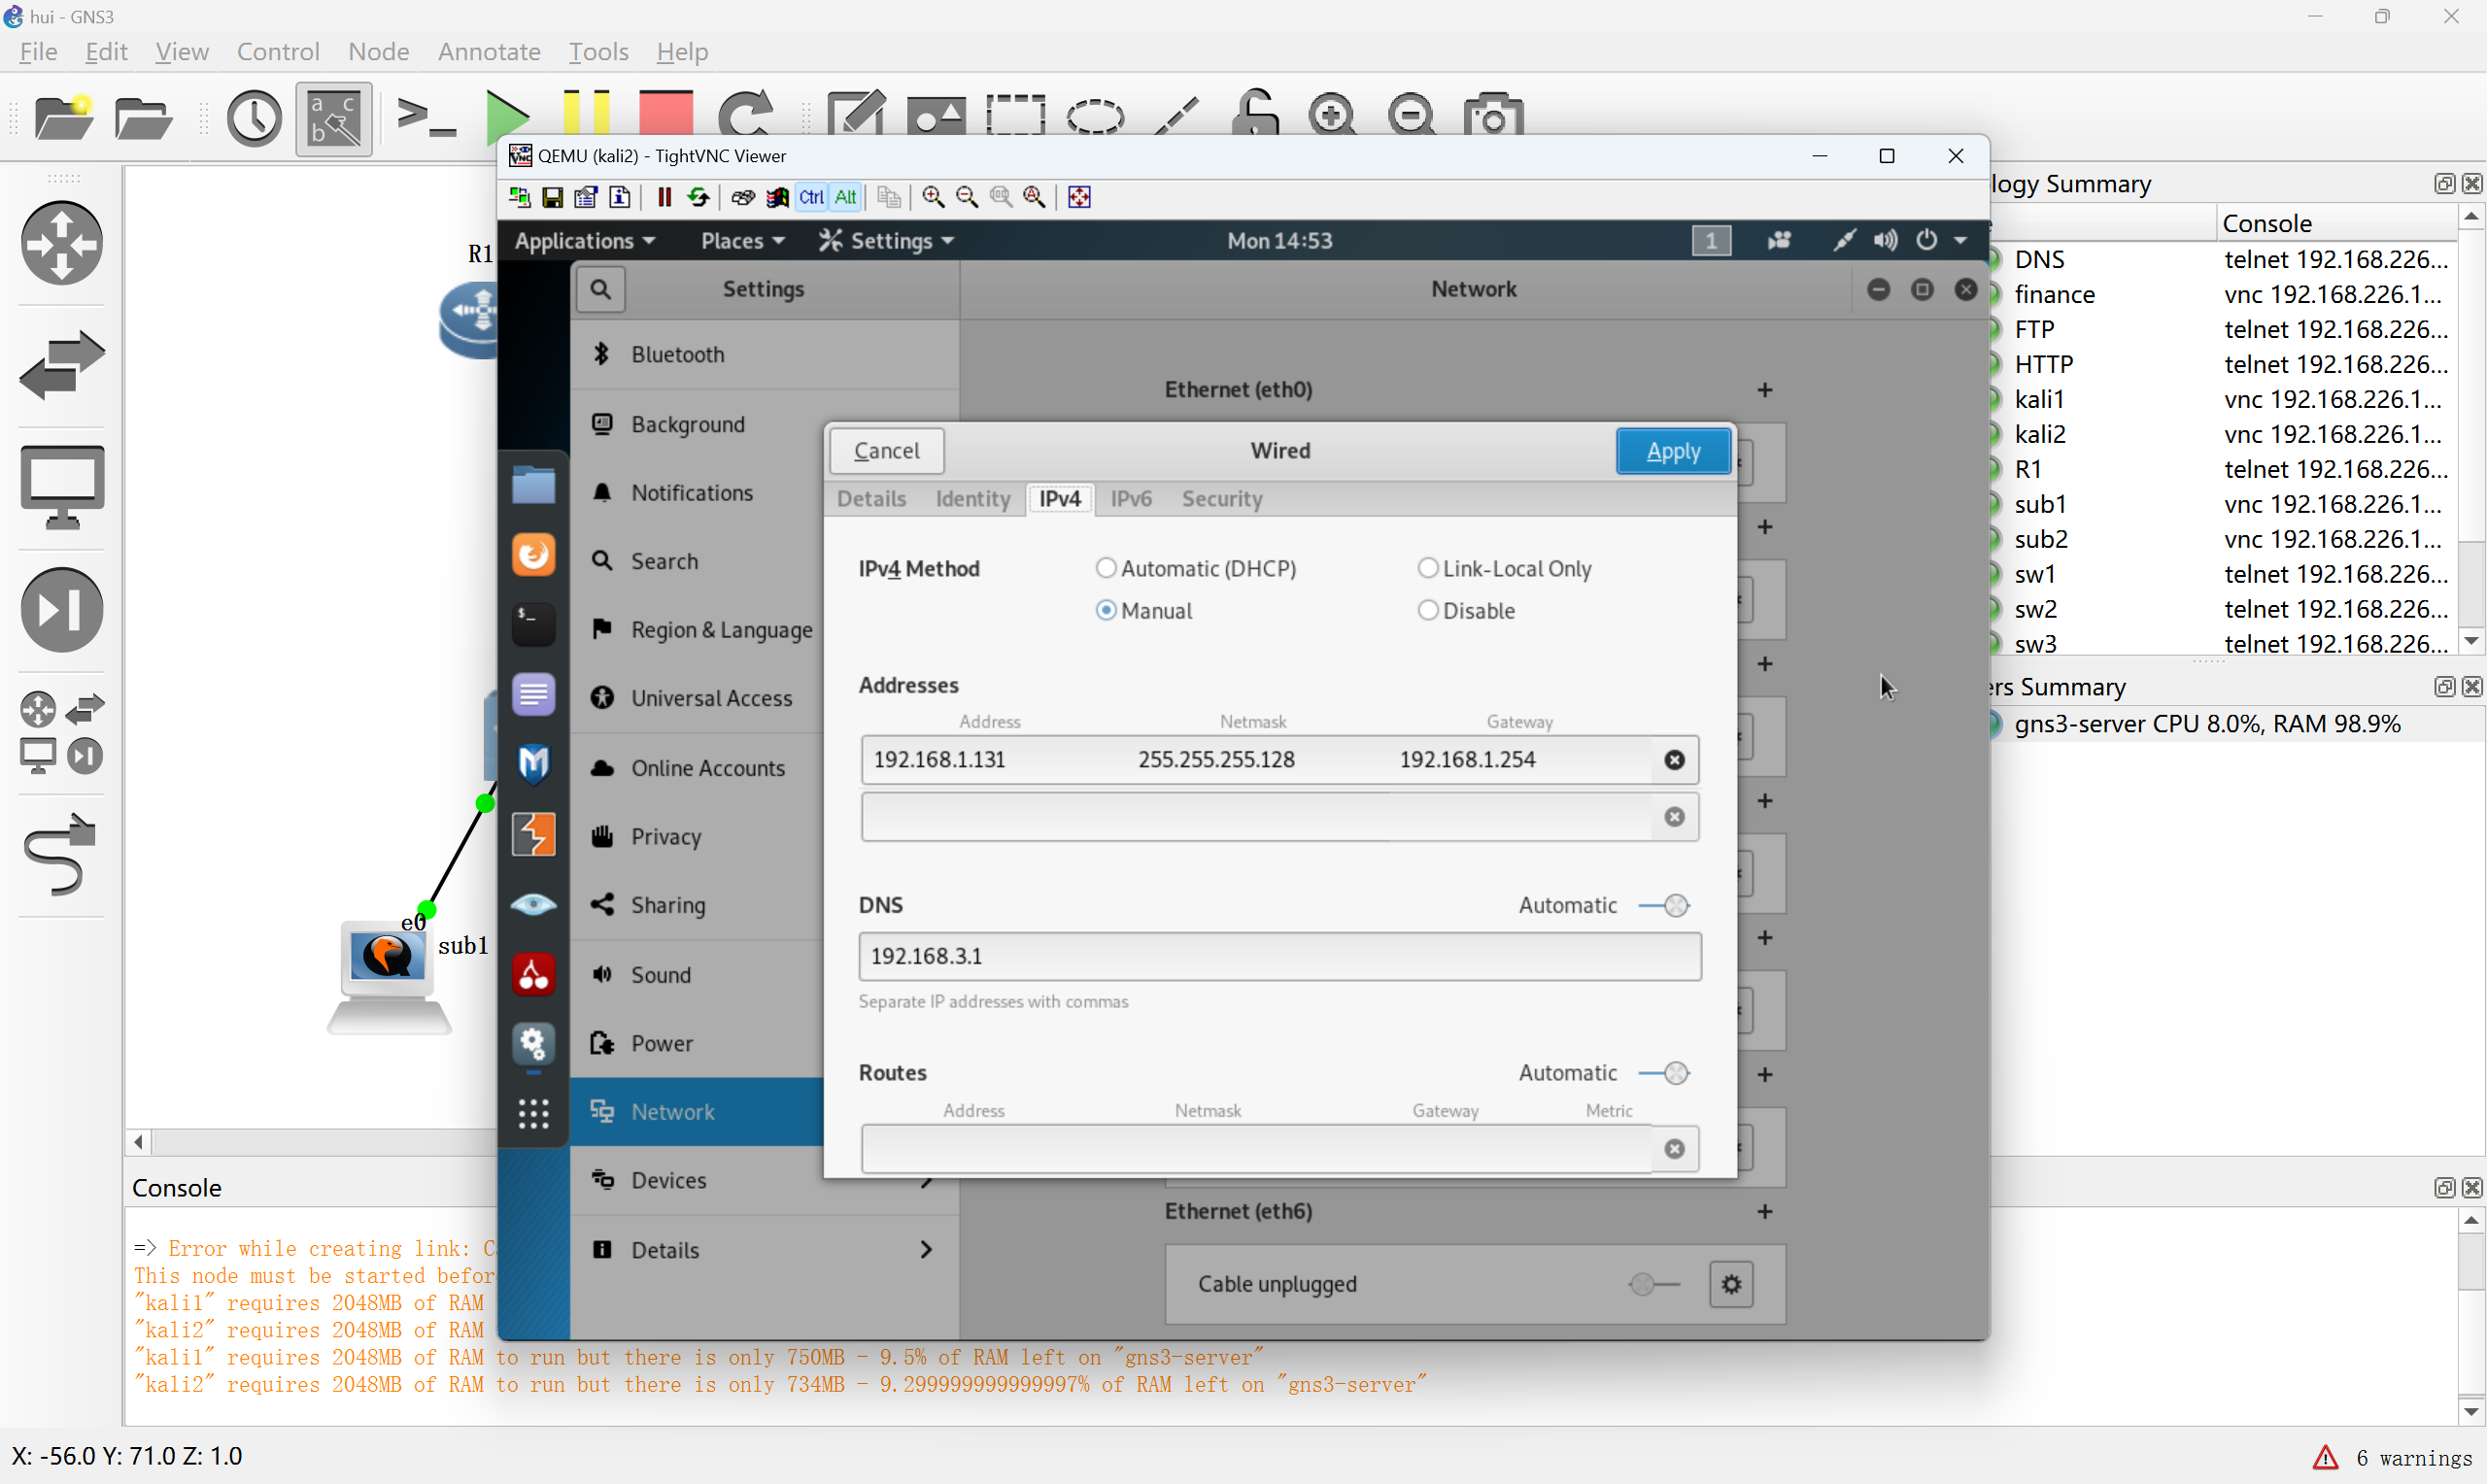 hui - GNS3
File Edit View Control Node Annotate Tools Help
QEMU (kali2) - TightVNC Viewer
Ctrl Alt
Applications Places Settings Mon 14:53 1
Settings
Network
Bluetooth
Background
Notifications
Search
Region & Language
Universal Access
Online Accounts
Privacy
Sharing
Sound
Power
Network
Devices
Details
Ethernet (eth0)
Cancel Wired Apply
Details Identity IPv4 IPv6 Security
IPv4 Method Automatic (DHCP) Link-Local Only
Manual Disable
Addresses
Address Netmask Gateway
192.168.1.131 255.255.255.128 192.168.1.254
DNS Automatic
192.168.3.1
Separate IP addresses with commas
Routes Automatic
Address Netmask Gateway Metric
Ethernet (eth6)
Cable unplugged
R1
e0
sub1
logy Summary
Console
DNS telnet 192.168.226...
finance vnc 192.168.226.1...
FTP telnet 192.168.226...
HTTP telnet 192.168.226...
kali1 vnc 192.168.226.1...
kali2 vnc 192.168.226.1...
R1 telnet 192.168.226...
sub1 vnc 192.168.226.1...
sub2 vnc 192.168.226.1...
sw1 telnet 192.168.226...
sw2 telnet 192.168.226...
sw3 telnet 192.168.226...
ers Summary
gns3-server CPU 8.0%, RAM 98.9%
Console
=> Error while creating link:
This node must be started befor
"kali1" requires 2048MB of RAM
"kali2" requires 2048MB of RAM
"kali1" requires 2048MB of RAM to run but there is only 750MB - 9.5% of RAM left on "gns3-server"
"kali2" requires 2048MB of RAM to run but there is only 734MB - 9.299999999999997% of RAM left on "gns3-server"
X: -56.0 Y: 71.0 Z: 1.0
6 warnings